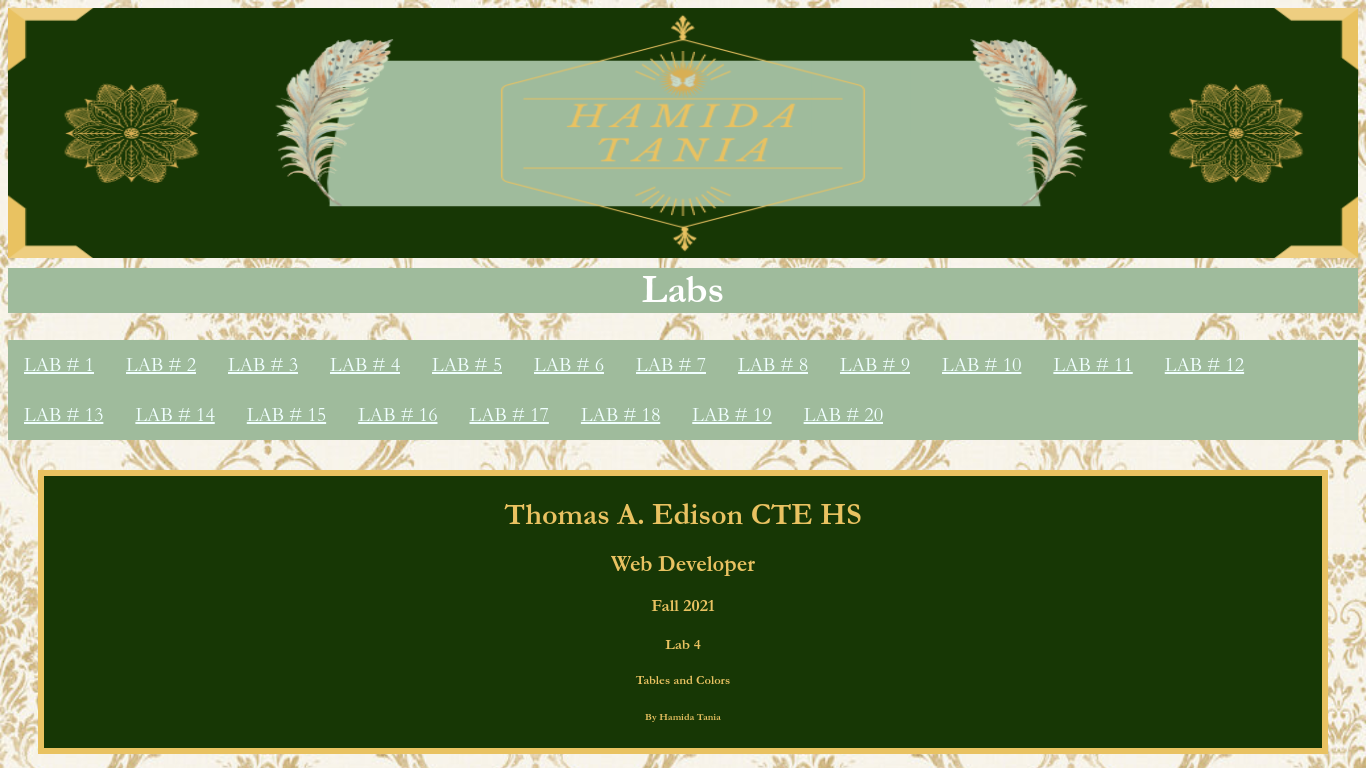 HAMIDA
TANIA
Labs
LAB # 1 LAB # 2 LAB # 3 LAB # 4 LAB # 5 LAB # 6 LAB # 7 LAB # 8 LAB # 9 LAB # 10 LAB # 11 LAB # 12
LAB # 13 LAB # 14 LAB # 15 LAB # 16 LAB # 17 LAB # 18 LAB # 19 LAB # 20
Thomas A. Edison CTE HS
Web Developer
Fall 2021
Lab 4
Tables and Colors
By Hamida Tania